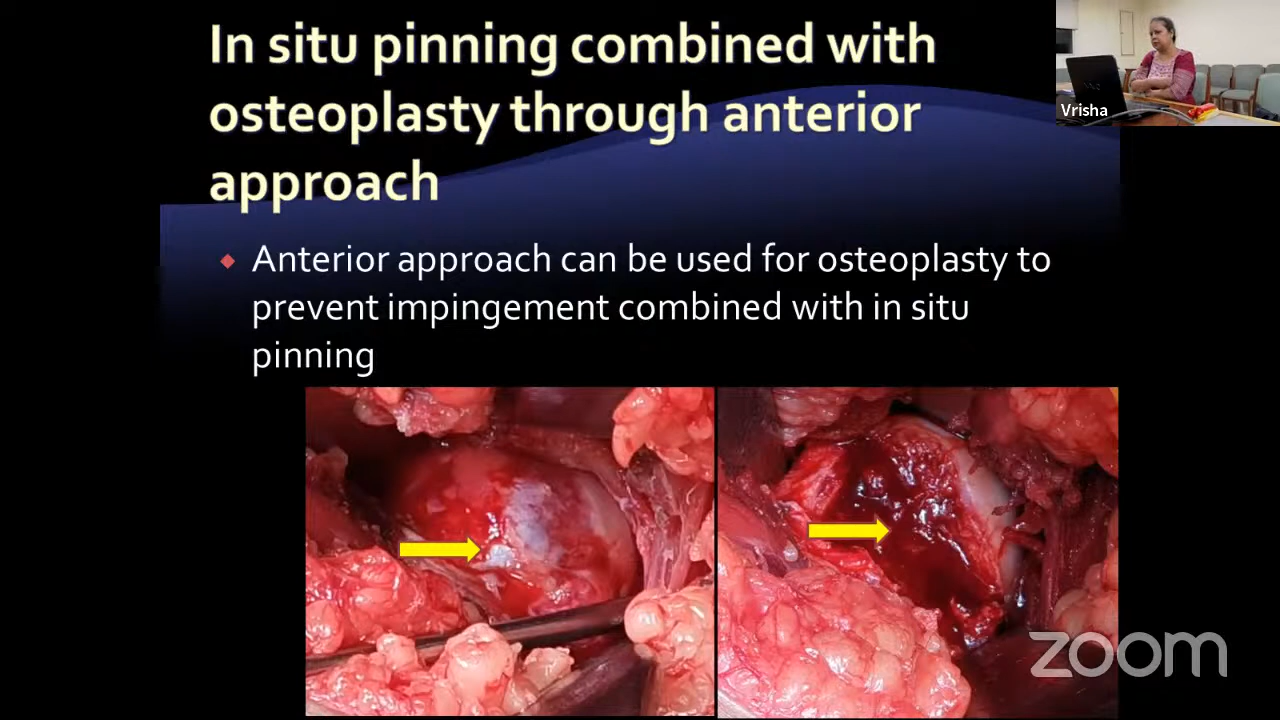 In situ pinning combined with
osteoplasty through anterior
approach
Vrisha
Anterior approach can be used for osteoplasty to
prevent impingement combined with in situ
pinning
zoom